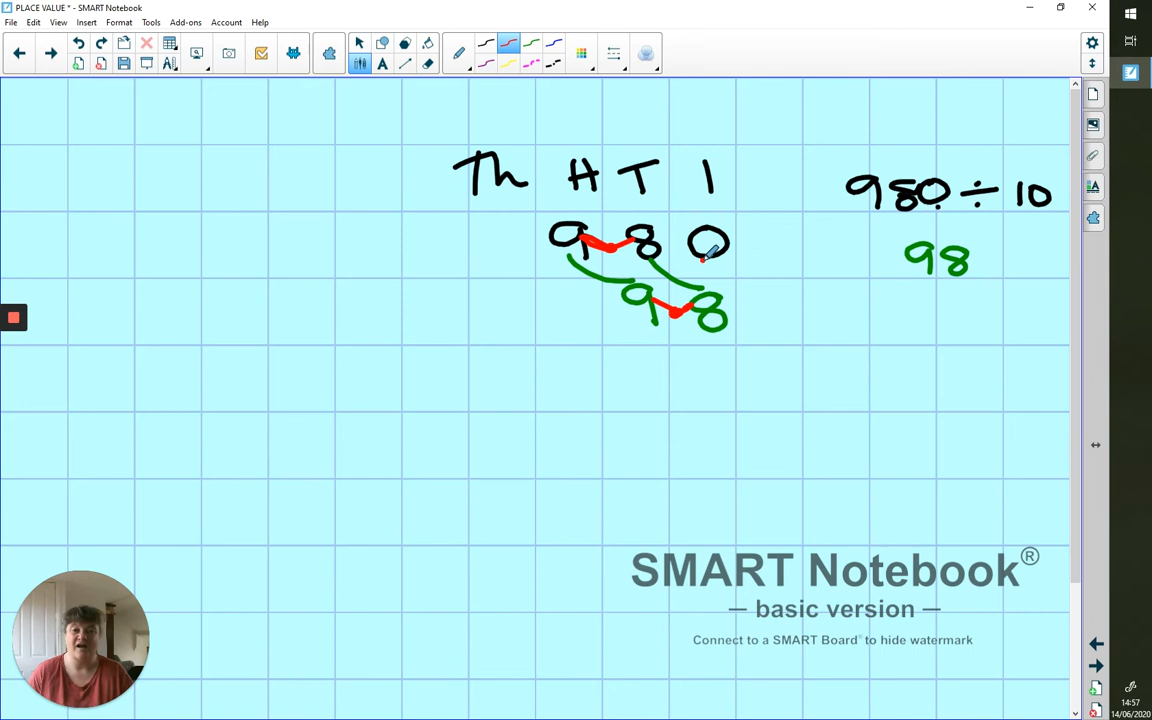 PLACE VALUE * - SMART Notebook
File Edit View Insert Format Tools Add-ons Account Help
Th H T 1
9 8 0
9 8
980 ÷ 10
98
SMART Notebook®
— basic version —
Connect to a SMART Board® to hide watermark
14:57
14/06/2020